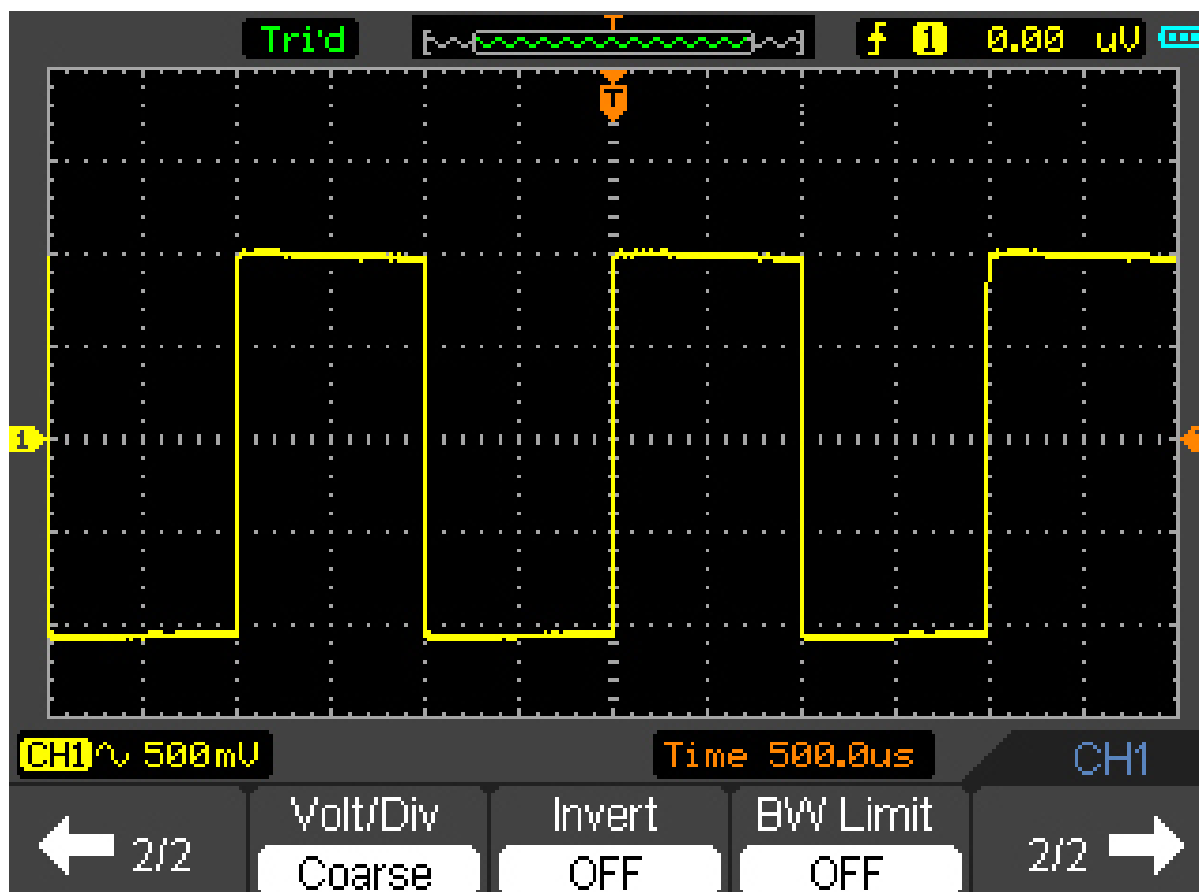 Tri'd T 1 0.00 uV
T
1
CH1 500mV Time 500.0us CH1
2/2 Volt/Div Invert BW Limit 2/2
Coarse OFF OFF